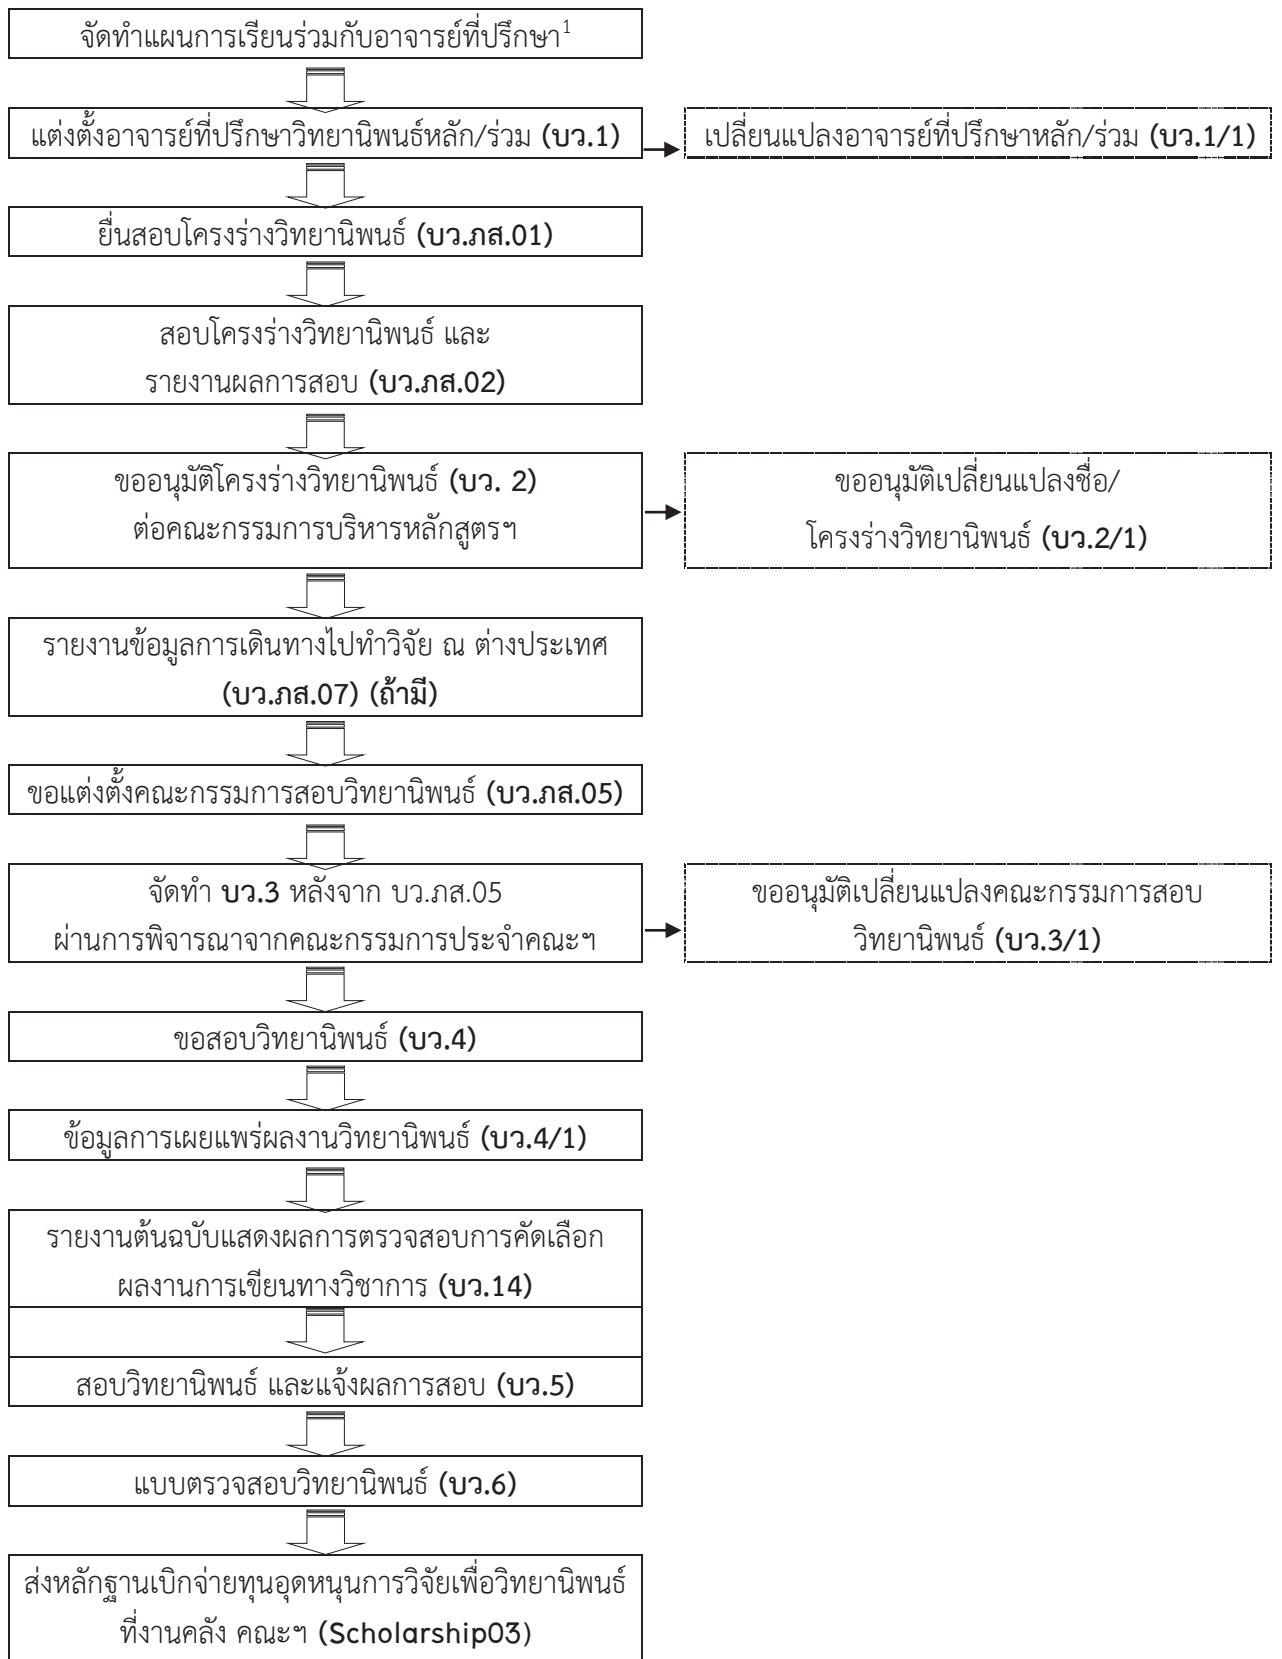 จัดทำแผนการเรียนร่วมกับอาจารย์ที่ปรึกษา1
แต่งตั้งอาจารย์ที่ปรึกษาวิทยานิพนธ์หลัก/ร่วม (บว.1)
เปลี่ยนแปลงอาจารย์ที่ปรึกษาหลัก/ร่วม (บว.1/1)
ยื่นสอบโครงร่างวิทยานิพนธ์ (บว.ภส.01)
สอบโครงร่างวิทยานิพนธ์ และ
รายงานผลการสอบ (บว.ภส.02)
ขออนุมัติโครงร่างวิทยานิพนธ์ (บว. 2)
ต่อคณะกรรมการบริหารหลักสูตรฯ
ขออนุมัติเปลี่ยนแปลงชื่อ/
โครงร่างวิทยานิพนธ์ (บว.2/1)
รายงานข้อมูลการเดินทางไปทำวิจัย ณ ต่างประเทศ
(บว.ภส.07) (ถ้ามี)
ขอแต่งตั้งคณะกรรมการสอบวิทยานิพนธ์ (บว.ภส.05)
จัดทำ บว.3 หลังจาก บว.ภส.05
ผ่านการพิจารณาจากคณะกรรมการประจำคณะฯ
ขออนุมัติเปลี่ยนแปลงคณะกรรมการสอบ
วิทยานิพนธ์ (บว.3/1)
ขอสอบวิทยานิพนธ์ (บว.4)
ข้อมูลการเผยแพร่ผลงานวิทยานิพนธ์ (บว.4/1)
รายงานต้นฉบับแสดงผลการตรวจสอบการคัดเลือก
ผลงานการเขียนทางวิชาการ (บว.14)
สอบวิทยานิพนธ์ และแจ้งผลการสอบ (บว.5)
แบบตรวจสอบวิทยานิพนธ์ (บว.6)
ส่งหลักฐานเบิกจ่ายทุนอุดหนุนการวิจัยเพื่อวิทยานิพนธ์
ที่งานคลัง คณะฯ (Scholarship03)